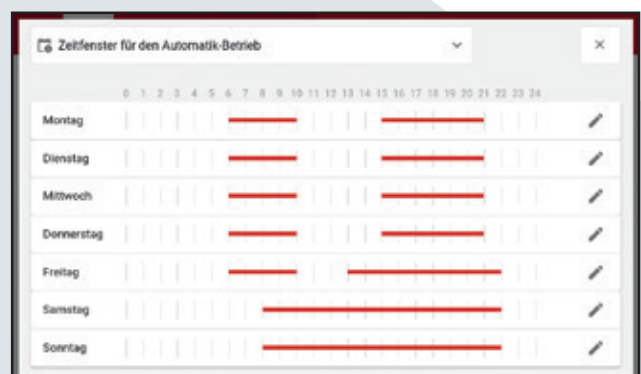 Zeitfenster für den Automatik-Betrieb
0 1 2 3 4 5 6 7 8 9 10 11 12 13 14 15 16 17 18 19 20 21 22 23 24
Montag
Dienstag
Mittwoch
Donnerstag
Freitag
Samstag
Sonntag